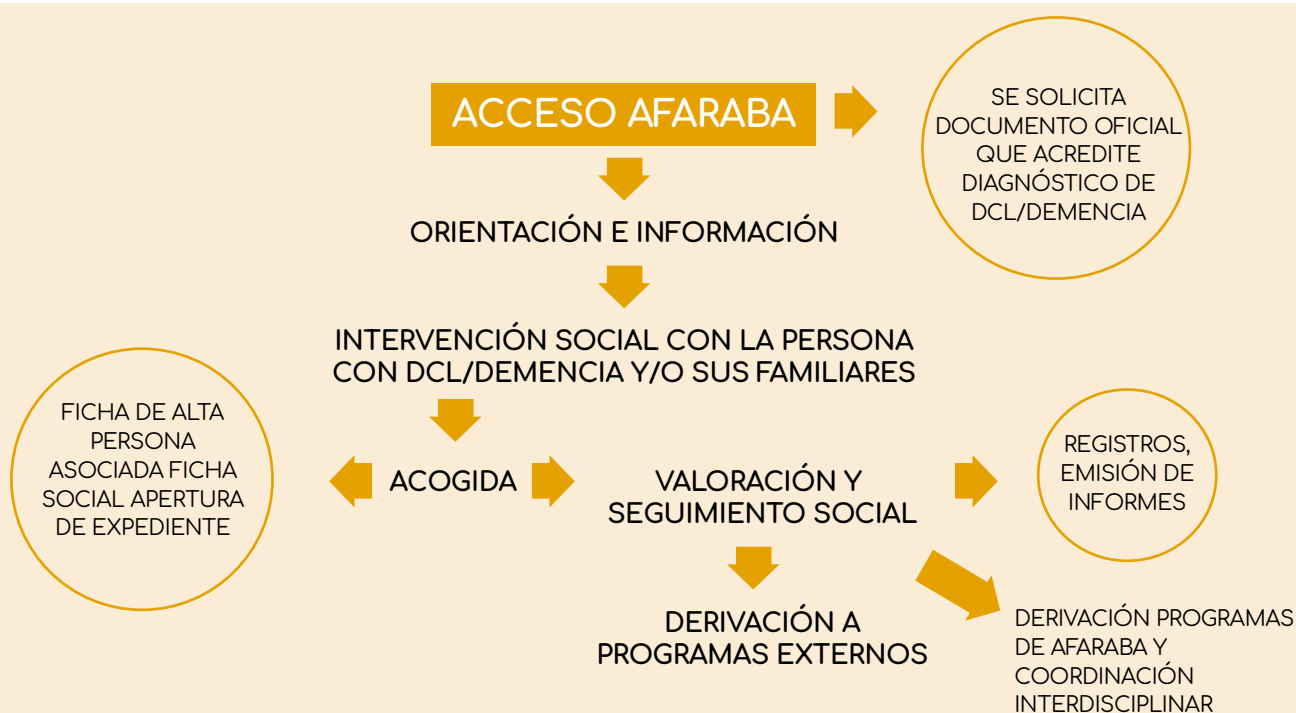 ACCESO AFARABA
SE SOLICITA
DOCUMENTO OFICIAL
QUE ACREDITE
DIAGNÓSTICO DE
DCL/DEMENCIA
ORIENTACIÓN E INFORMACIÓN
INTERVENCIÓN SOCIAL CON LA PERSONA
CON DCL/DEMENCIA Y/O SUS FAMILIARES
FICHA DE ALTA
PERSONA
ASOCIADA FICHA
SOCIAL APERTURA
DE EXPEDIENTE
ACOGIDA
VALORACIÓN Y
SEGUIMIENTO SOCIAL
REGISTROS,
EMISIÓN DE
INFORMES
DERIVACIÓN A
PROGRAMAS EXTERNOS
DERIVACIÓN PROGRAMAS
DE AFARABA Y
COORDINACIÓN
INTERDISCIPLINAR